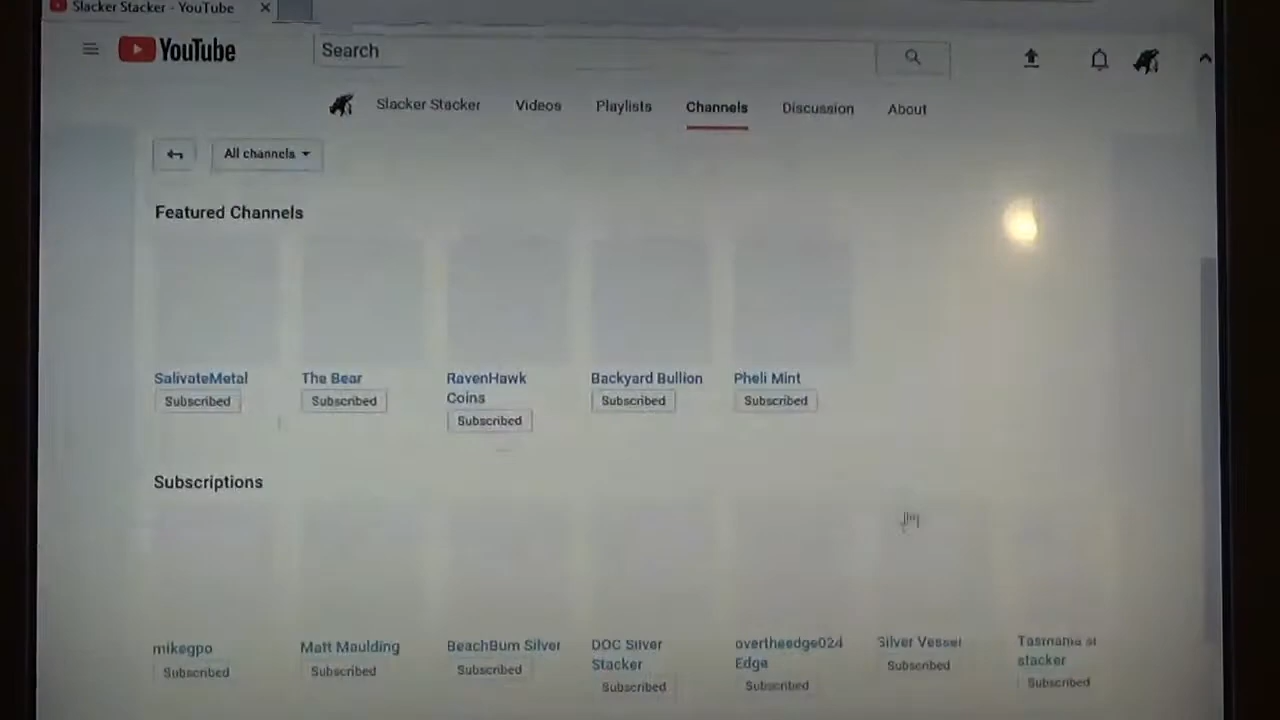 Slacker Stacker - YouTube
YouTube
Search
Slacker Stacker Videos Playlists Channels Discussion About
All channels
Featured Channels
SalivateMetal
Subscribed
The Bear
Subscribed
RavenHawk
Coins
Subscribed
Backyard Bullion
Subscribed
Pheli Mint
Subscribed
Subscriptions
mikegpo
Subscribed
Matt Maulding
Subscribed
BeachBum Silver
Subscribed
DOC Silver
Stacker
Subscribed
overtheedge024
Edge
Subscribed
Silver Vessel
Subscribed
stacker
Subscribed